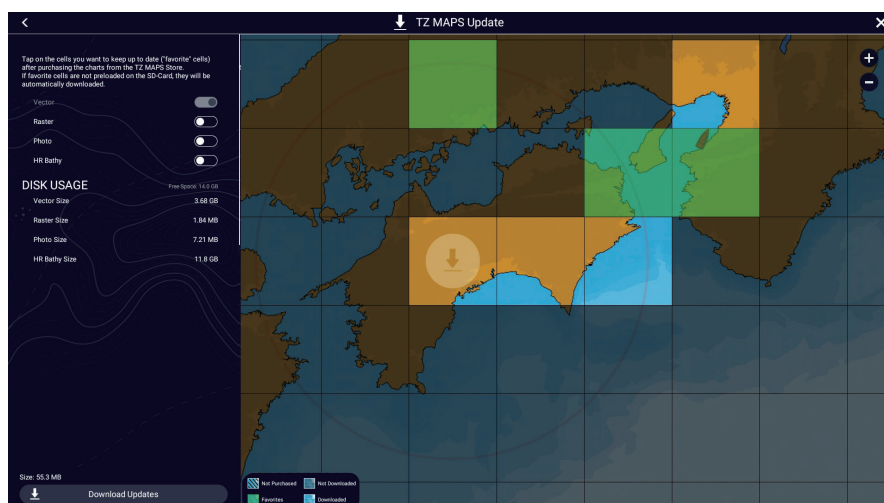 TZ MAPS Update
Tap on the cells you want to keep up to date ("favorite" cells)
after purchasing the charts from the TZ MAPS Store.
If favorite cells are not preloaded on the SD-Card, they will be
automatically downloaded.
Vector
Raster
Photo
HR Bathy
DISK USAGE Free Space: 14.0 GB
Vector Size 3.68 GB
Raster Size 1.84 MB
Photo Size 7.21 MB
HR Bathy Size 11.8 GB
Size: 55.3 MB
Download Updates
Not Purchased Not Downloaded
Favorites Downloaded